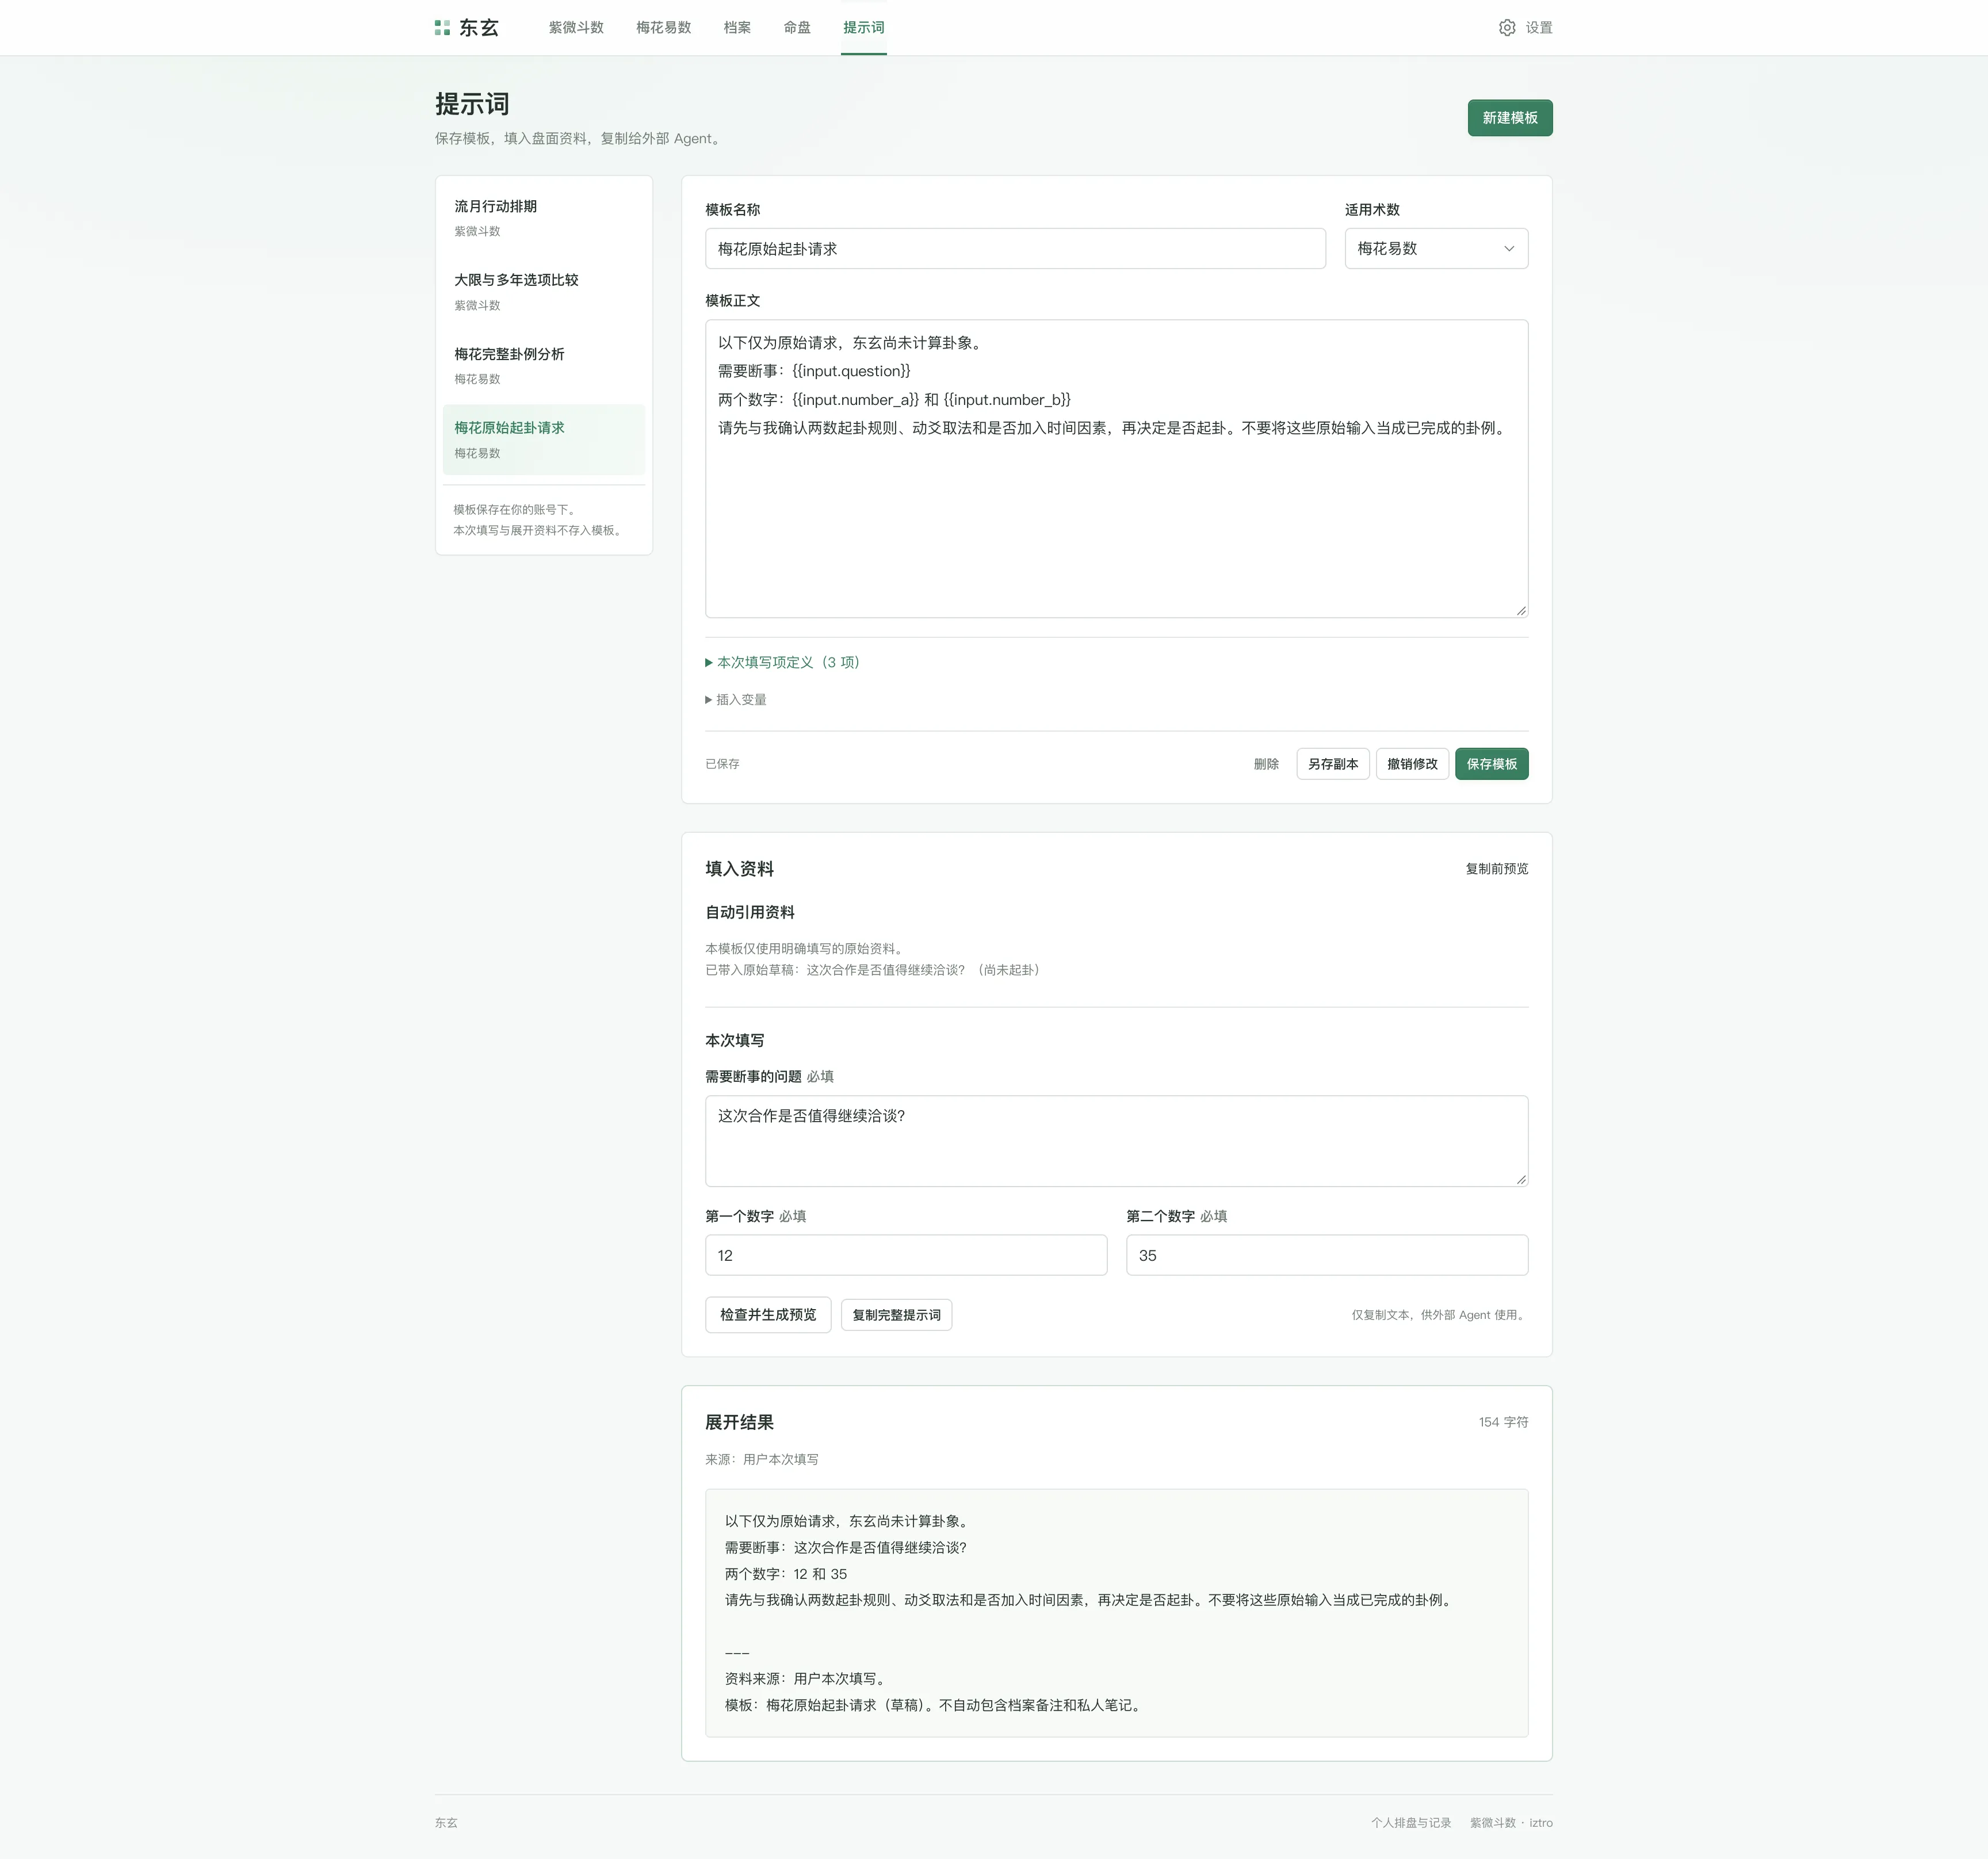 东玄
紫微斗数
梅花易数
档案
命盘
提示词
设置
提示词
保存模板，填入盘面资料，复制给外部 Agent。
新建模板
流月行动排期
紫微斗数
大限与多年选项比较
紫微斗数
梅花完整卦例分析
梅花易数
梅花原始起卦请求
梅花易数
模板保存在你的账号下。
本次填写与展开资料不存入模板。
模板名称
梅花原始起卦请求
适用术数
梅花易数
模板正文
以下仅为原始请求，东玄尚未计算卦象。
需要断事：{{input.question}}
两个数字：{{input.number_a}} 和 {{input.number_b}}
请先与我确认两数起卦规则、动爻取法和是否加入时间因素，再决定是否起卦。不要将这些原始输入当成已完成的卦例。
本次填写项定义（3 项）
插入变量
已保存
删除
另存副本
撤销修改
保存模板
填入资料
复制前预览
自动引用资料
本模板仅使用明确填写的原始资料。
已带入原始草稿：这次合作是否值得继续洽谈？（尚未起卦）
本次填写
需要断事的问题 必填
这次合作是否值得继续洽谈？
第一个数字 必填
12
第二个数字 必填
35
检查并生成预览
复制完整提示词
仅复制文本，供外部 Agent 使用。
展开结果
154 字符
来源：用户本次填写
以下仅为原始请求，东玄尚未计算卦象。
需要断事：这次合作是否值得继续洽谈？
两个数字：12 和 35
请先与我确认两数起卦规则、动爻取法和是否加入时间因素，再决定是否起卦。不要将这些原始输入当成已完成的卦例。
---
资料来源：用户本次填写。
模板：梅花原始起卦请求（草稿）。不自动包含档案备注和私人笔记。
东玄
个人排盘与记录
紫微斗数 · iztro